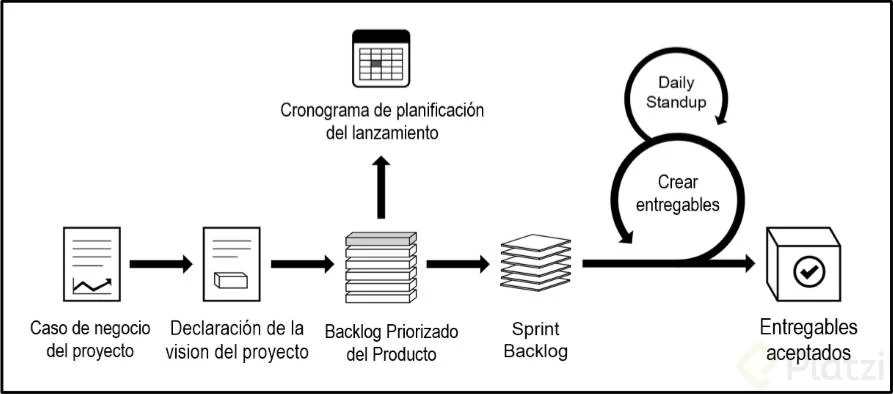 Cronograma de planificación
del lanzamiento
Daily
Standup
Crear
entregables
Caso de negocio
del proyecto
Declaración de la
vision del proyecto
Backlog Priorizado
del Producto
Sprint
Backlog
Entregables
aceptados
Platzi